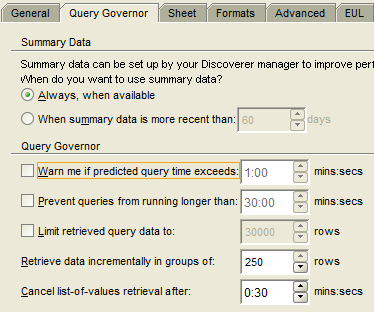 General Query Governor Sheet Formats Advanced EUL
Summary Data
Summary data can be set up by your Discoverer manager to improve perf
When do you want to use summary data?
Always, when available
When summary data is more recent than: 60 days
Query Governor
Warn me if predicted query time exceeds: 1:00 mins:secs
Prevent queries from running longer than: 30:00 mins:secs
Limit retrieved query data to: 30000 rows
Retrieve data incrementally in groups of: 250 rows
Cancel list-of-values retrieval after: 0:30 mins:secs